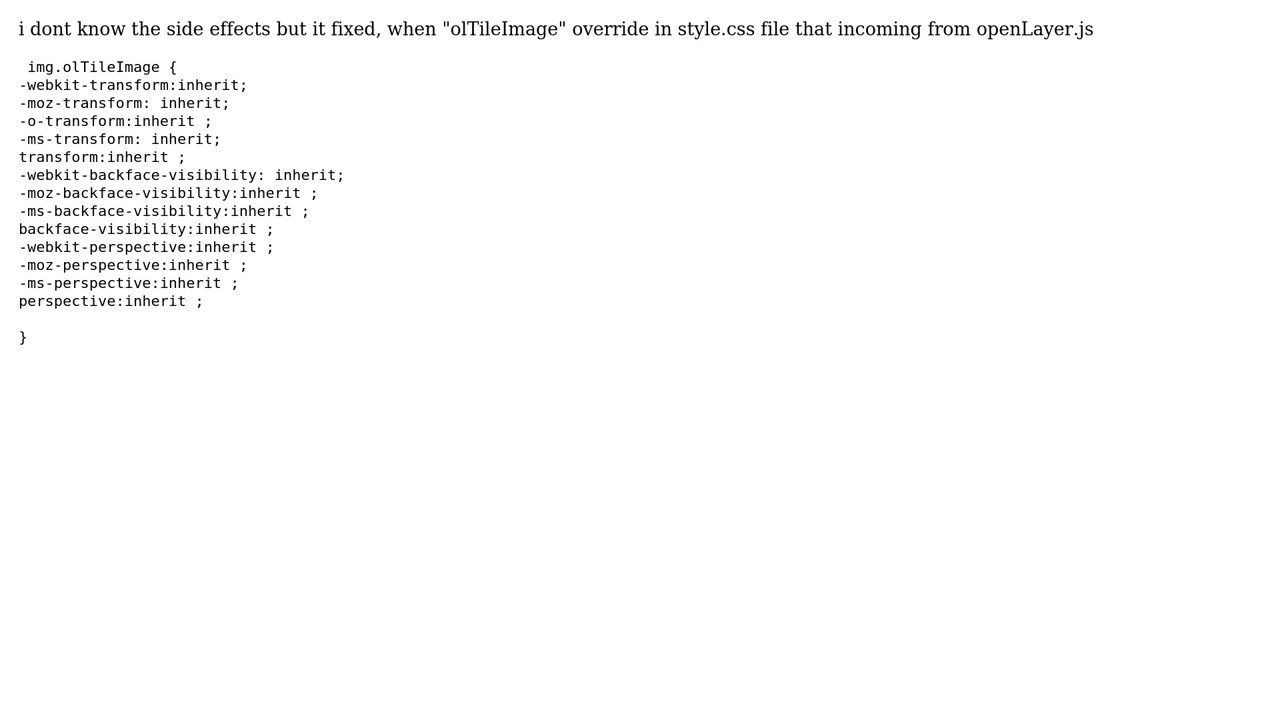 i dont know the side effects but it fixed, when "olTileImage" override in style.css file that incoming from openLayer.js
 img.olTileImage {
-webkit-transform:inherit;
-moz-transform: inherit;
-o-transform:inherit ;
-ms-transform: inherit;
transform:inherit ;
-webkit-backface-visibility: inherit;
-moz-backface-visibility:inherit ;
-ms-backface-visibility:inherit ;
backface-visibility:inherit ;
-webkit-perspective:inherit ;
-moz-perspective:inherit ;
-ms-perspective:inherit ;
perspective:inherit ;
}